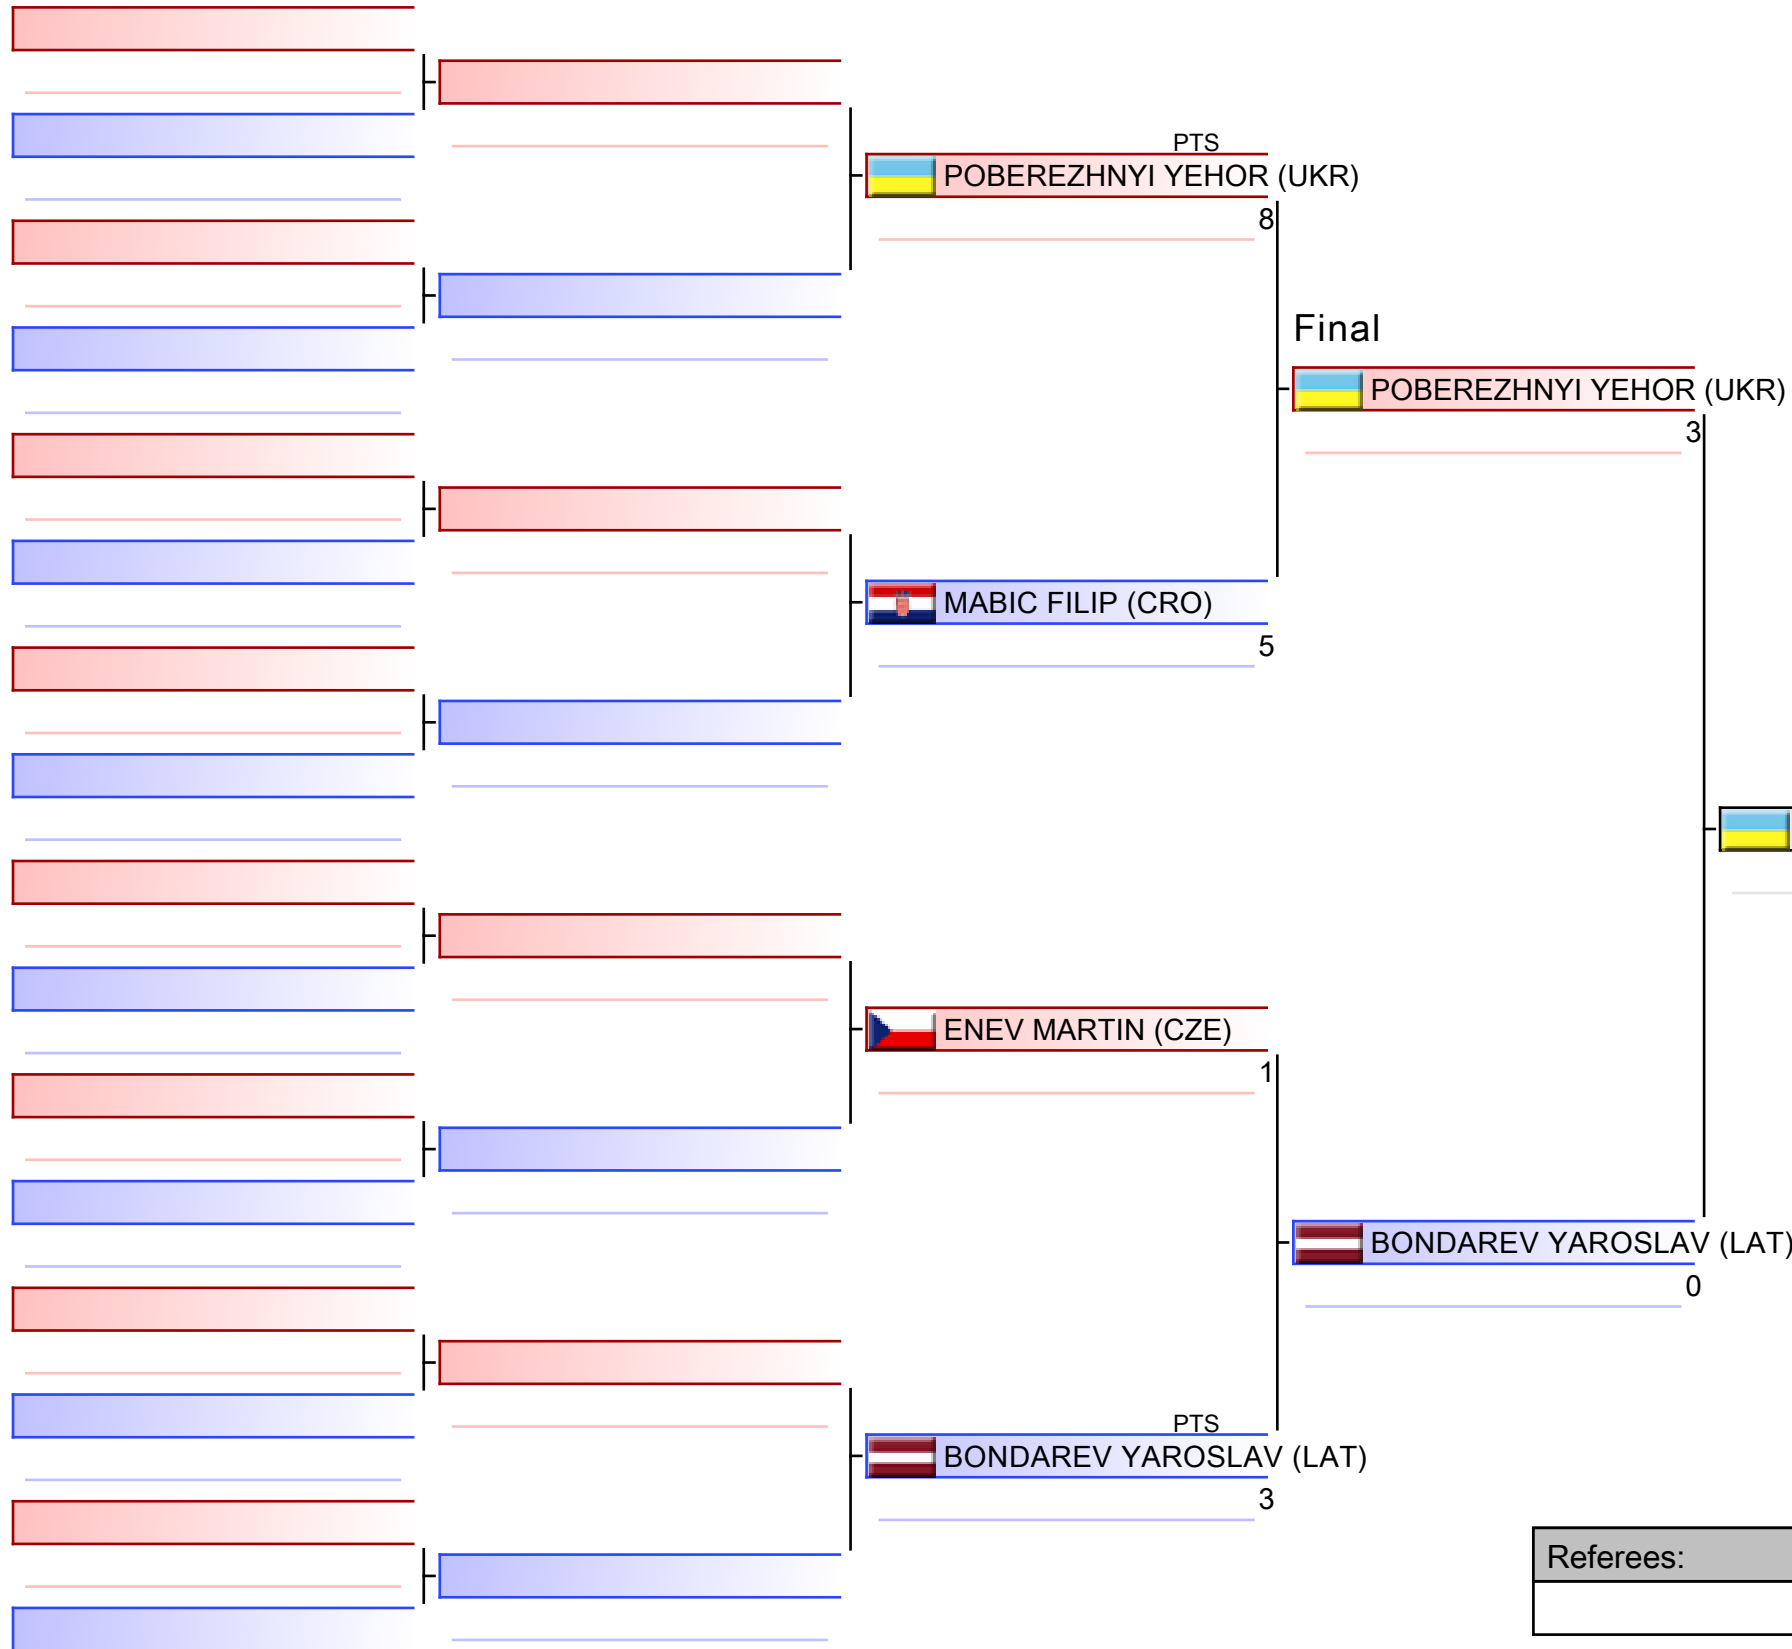 PTS
POBEREZHNYI YEHOR (UKR)
8
Final
POBEREZHNYI YEHOR (UKR)
3
MABIC FILIP (CRO)
5
ENEV MARTIN (CZE)
1
BONDAREV YAROSLAV (LAT)
0
PTS
BONDAREV YAROSLAV (LAT)
3
Referees: